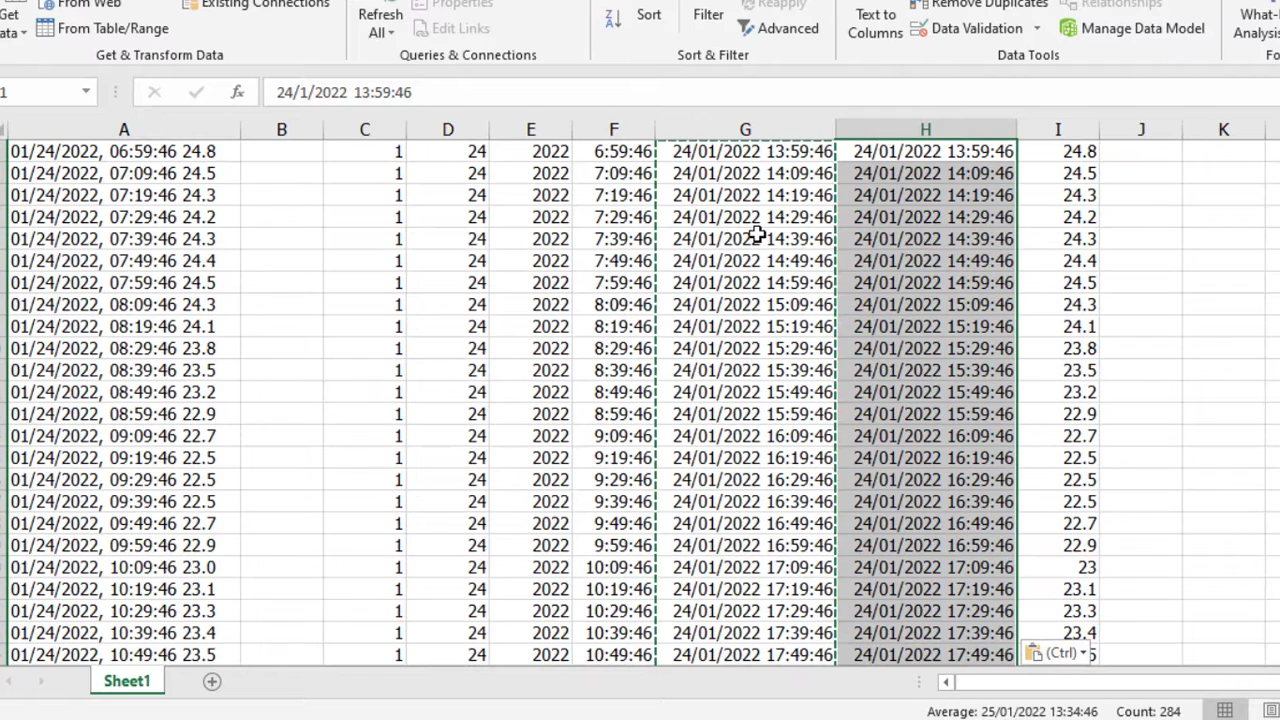 Get
ata
From Web
From Table/Range
Existing Connections
Get & Transform Data
Refresh
All
Properties
Edit Links
Queries & Connections
Sort
Filter
Reapply
Advanced
Sort & Filter
Text to
Columns
Remove Duplicates
Data Validation
Relationships
Manage Data Model
Data Tools
What-I
Analysis
Fo
1 fx 24/1/2022 13:59:46
A B C D E F G H I J K
01/24/2022, 06:59:46 24.8 1 24 2022 6:59:46 24/01/2022 13:59:46 24/01/2022 13:59:46 24.8
01/24/2022, 07:09:46 24.5 1 24 2022 7:09:46 24/01/2022 14:09:46 24/01/2022 14:09:46 24.5
01/24/2022, 07:19:46 24.3 1 24 2022 7:19:46 24/01/2022 14:19:46 24/01/2022 14:19:46 24.3
01/24/2022, 07:29:46 24.2 1 24 2022 7:29:46 24/01/2022 14:29:46 24/01/2022 14:29:46 24.2
01/24/2022, 07:39:46 24.3 1 24 2022 7:39:46 24/01/2022 14:39:46 24/01/2022 14:39:46 24.3
01/24/2022, 07:49:46 24.4 1 24 2022 7:49:46 24/01/2022 14:49:46 24/01/2022 14:49:46 24.4
01/24/2022, 07:59:46 24.5 1 24 2022 7:59:46 24/01/2022 14:59:46 24/01/2022 14:59:46 24.5
01/24/2022, 08:09:46 24.3 1 24 2022 8:09:46 24/01/2022 15:09:46 24/01/2022 15:09:46 24.3
01/24/2022, 08:19:46 24.1 1 24 2022 8:19:46 24/01/2022 15:19:46 24/01/2022 15:19:46 24.1
01/24/2022, 08:29:46 23.8 1 24 2022 8:29:46 24/01/2022 15:29:46 24/01/2022 15:29:46 23.8
01/24/2022, 08:39:46 23.5 1 24 2022 8:39:46 24/01/2022 15:39:46 24/01/2022 15:39:46 23.5
01/24/2022, 08:49:46 23.2 1 24 2022 8:49:46 24/01/2022 15:49:46 24/01/2022 15:49:46 23.2
01/24/2022, 08:59:46 22.9 1 24 2022 8:59:46 24/01/2022 15:59:46 24/01/2022 15:59:46 22.9
01/24/2022, 09:09:46 22.7 1 24 2022 9:09:46 24/01/2022 16:09:46 24/01/2022 16:09:46 22.7
01/24/2022, 09:19:46 22.5 1 24 2022 9:19:46 24/01/2022 16:19:46 24/01/2022 16:19:46 22.5
01/24/2022, 09:29:46 22.5 1 24 2022 9:29:46 24/01/2022 16:29:46 24/01/2022 16:29:46 22.5
01/24/2022, 09:39:46 22.5 1 24 2022 9:39:46 24/01/2022 16:39:46 24/01/2022 16:39:46 22.5
01/24/2022, 09:49:46 22.7 1 24 2022 9:49:46 24/01/2022 16:49:46 24/01/2022 16:49:46 22.7
01/24/2022, 09:59:46 22.9 1 24 2022 9:59:46 24/01/2022 16:59:46 24/01/2022 16:59:46 22.9
01/24/2022, 10:09:46 23.0 1 24 2022 10:09:46 24/01/2022 17:09:46 24/01/2022 17:09:46 23
01/24/2022, 10:19:46 23.1 1 24 2022 10:19:46 24/01/2022 17:19:46 24/01/2022 17:19:46 23.1
01/24/2022, 10:29:46 23.3 1 24 2022 10:29:46 24/01/2022 17:29:46 24/01/2022 17:29:46 23.3
01/24/2022, 10:39:46 23.4 1 24 2022 10:39:46 24/01/2022 17:39:46 24/01/2022 17:39:46 23.4
01/24/2022, 10:49:46 23.5 1 24 2022 10:49:46 24/01/2022 17:49:46 24/01/2022 17:49:46 (Ctrl) 5
Sheet1
Average: 25/01/2022 13:34:46 Count: 284